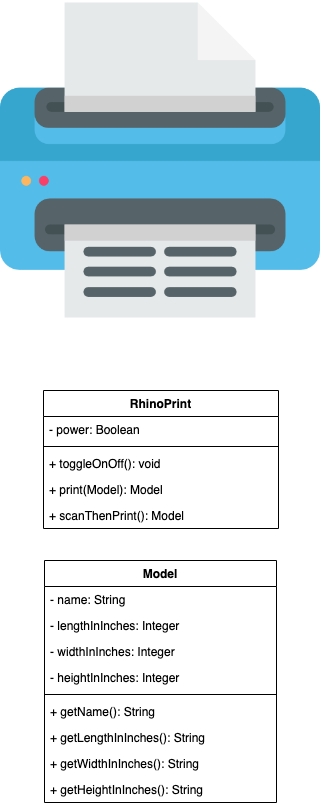 RhinoPrint
- power: Boolean
+ toggleOnOff(): void
+ print(Model): Model
+ scanThenPrint(): Model
Model
- name: String
- lengthInInches: Integer
- widthInInches: Integer
- heightInInches: Integer
+ getName(): String
+ getLengthInInches(): String
+ getWidthInInches(): String
+ getHeightInInches(): String